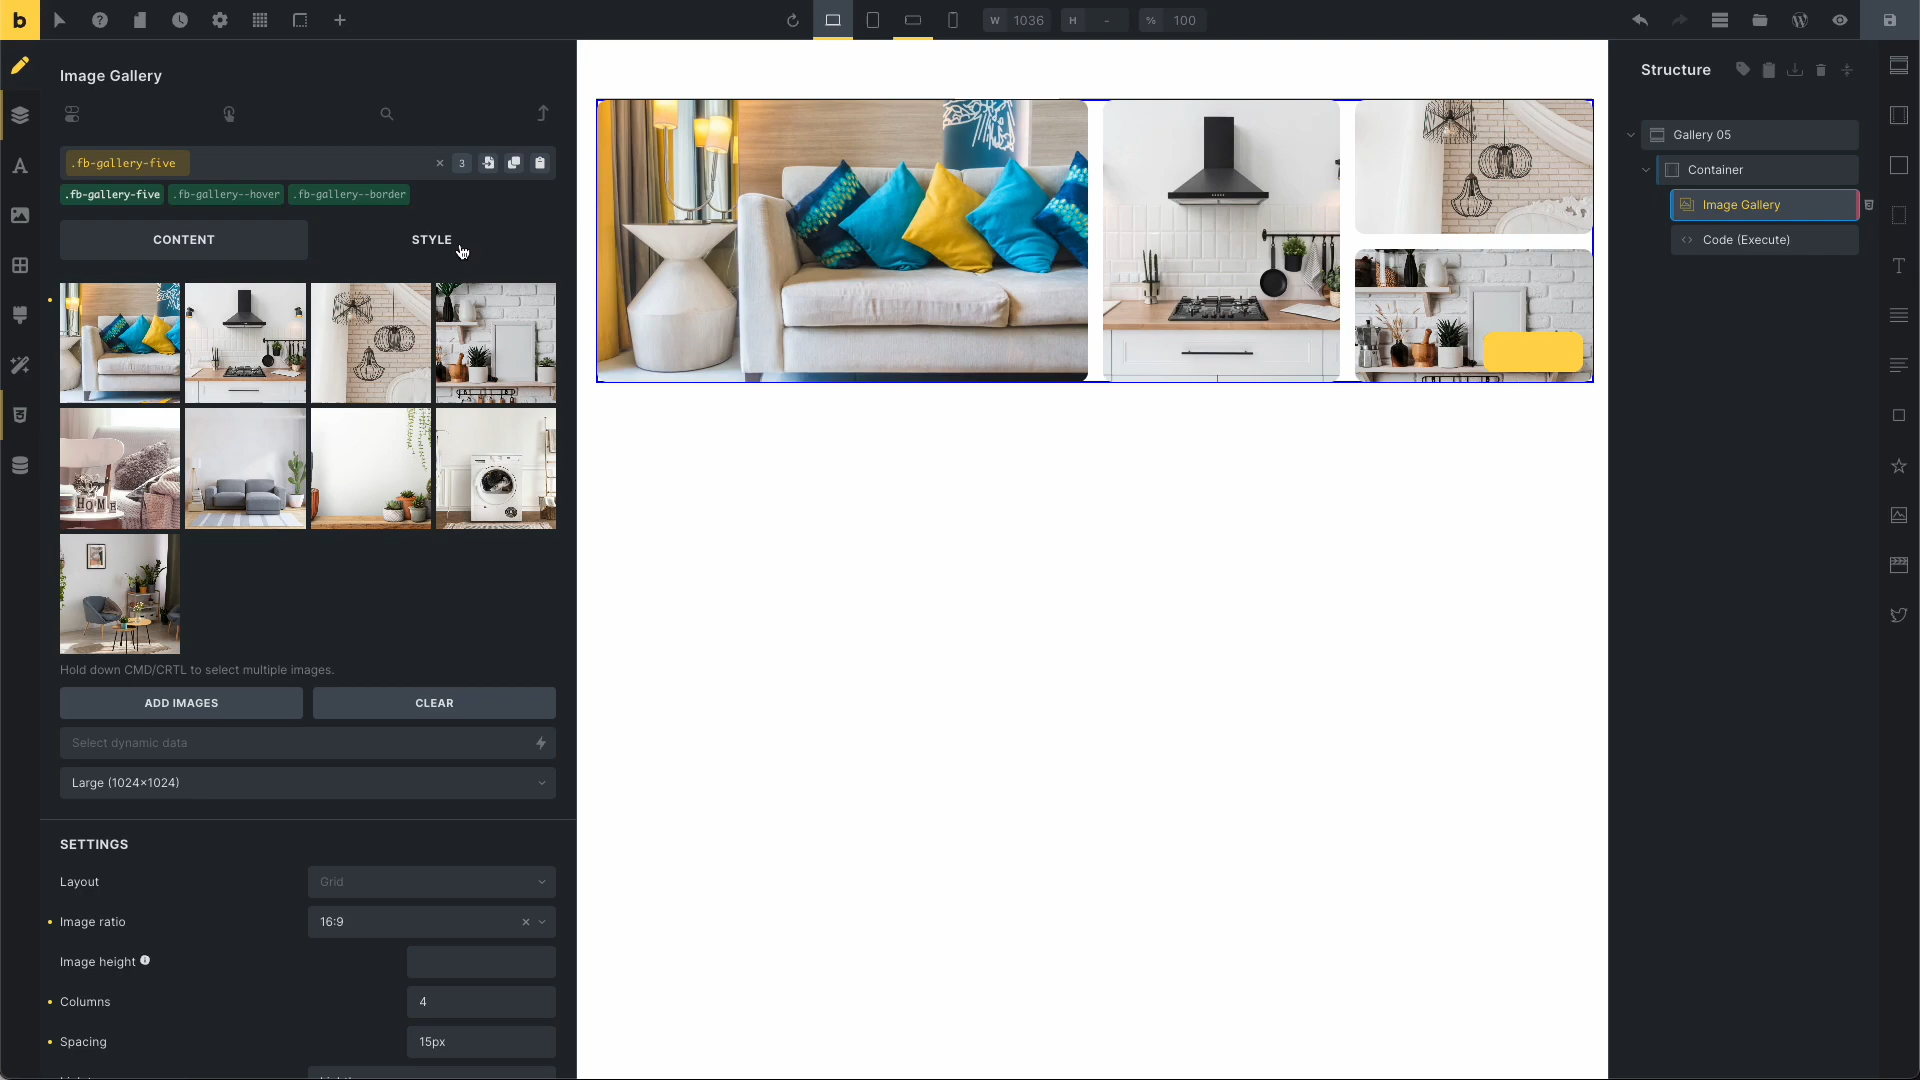 b
W 1036
H -
% 100
Image Gallery
.fb-gallery-five
3
.fb-gallery-five .fb-gallery--hover .fb-gallery--border
CONTENT
STYLE
HOME
Hold down CMD/CRTL to select multiple images.
ADD IMAGES
CLEAR
Select dynamic data
Large (1024×1024)
SETTINGS
Layout
Grid
Image ratio
16:9
Image height
Columns
4
Spacing
15px
Structure
Gallery 05
Container
Image Gallery
Code (Execute)